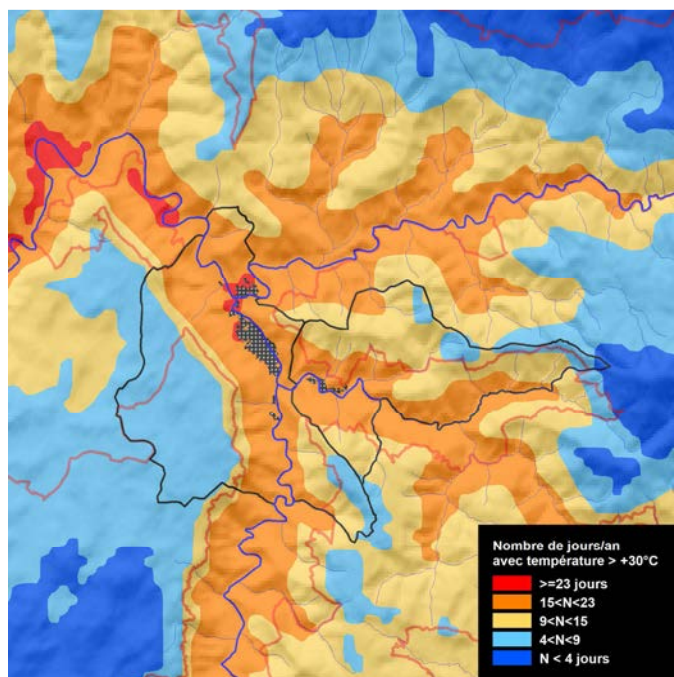 Nombre de jours/an
avec température > +30°C
>=23 jours
15<N<23
9<N<15
4<N<9
N < 4 jours